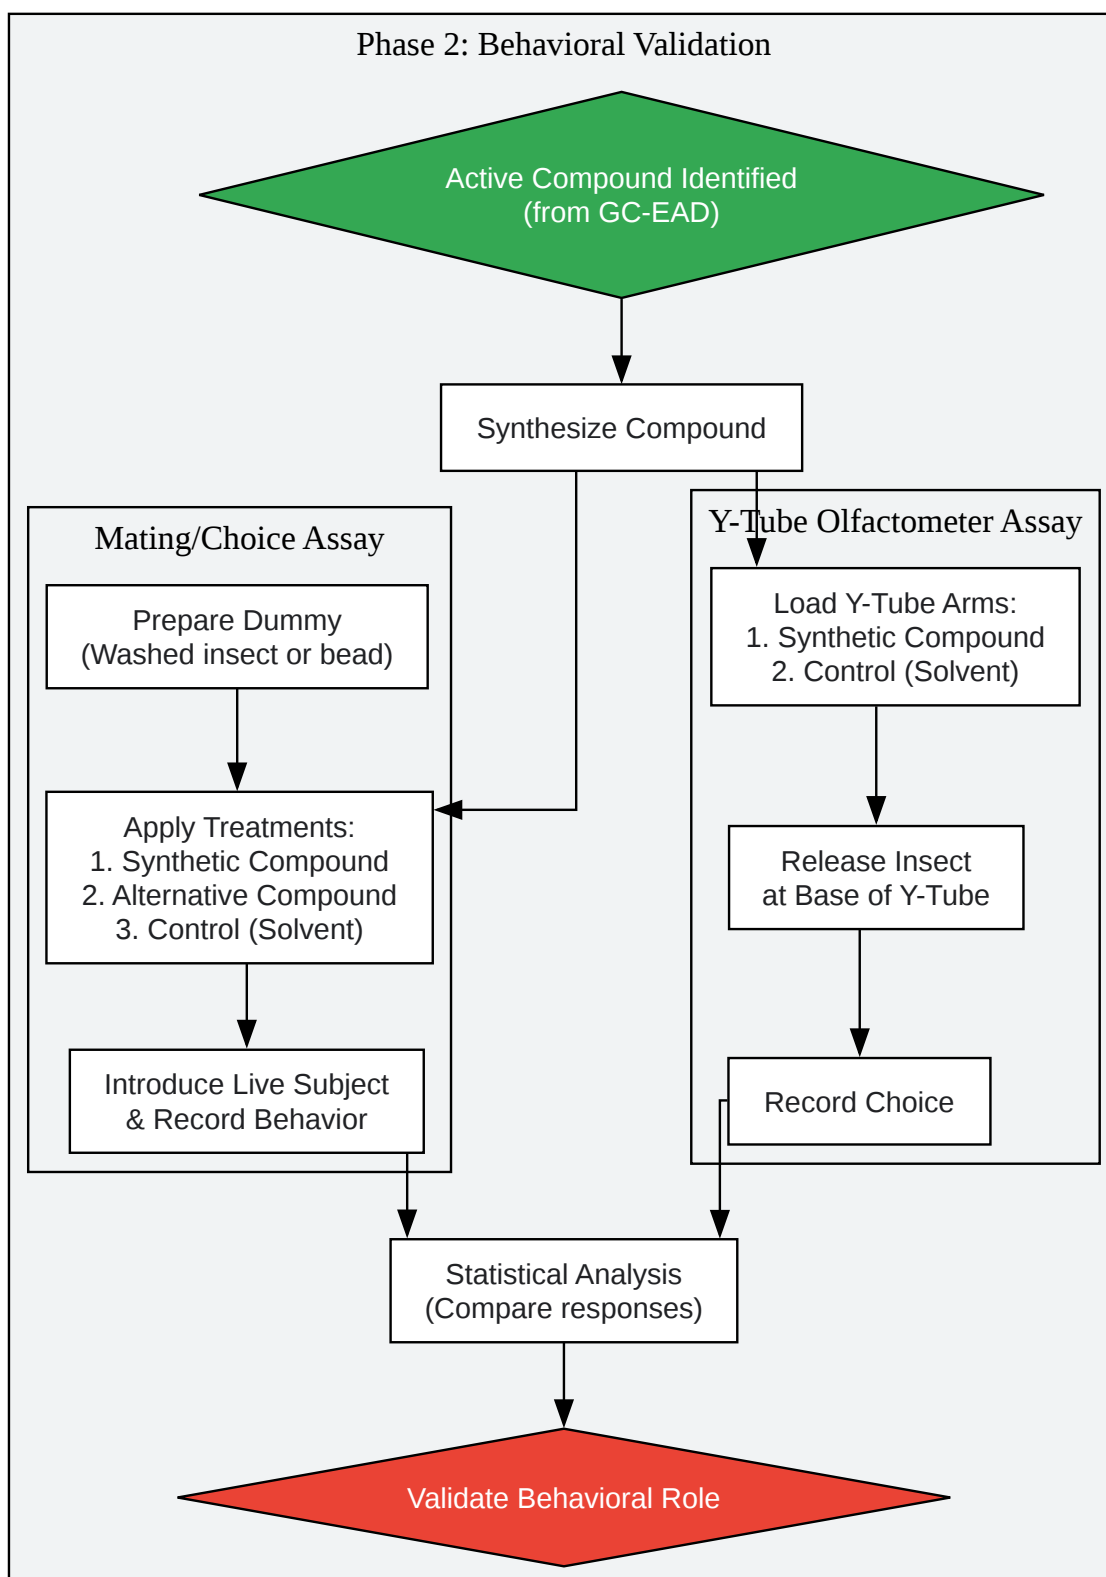 Phase 2: Behavioral Validation
Active Compound Identified
(from GC-EAD)
Synthesize Compound
Mating/Choice Assay
Prepare Dummy
(Washed insect or bead)
Apply Treatments:
1. Synthetic Compound
2. Alternative Compound
3. Control (Solvent)
Introduce Live Subject
& Record Behavior
Y-Tube Olfactometer Assay
Load Y-Tube Arms:
1. Synthetic Compound
2. Control (Solvent)
Release Insect
at Base of Y-Tube
Record Choice
Statistical Analysis
(Compare responses)
Validate Behavioral Role